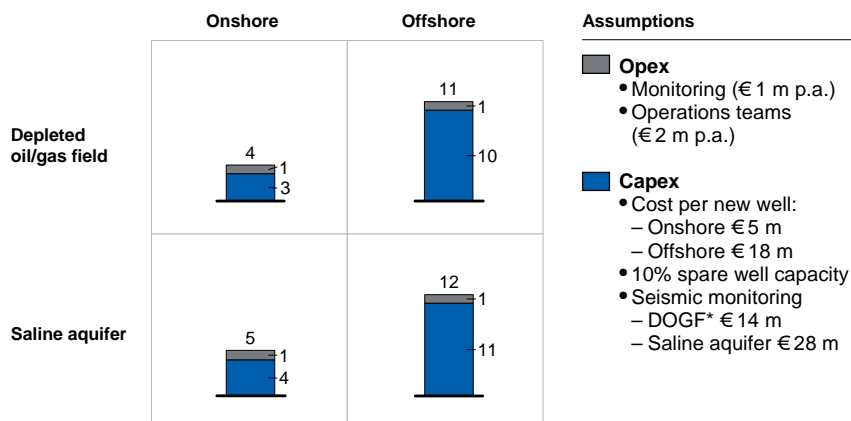 Onshore
Offshore
Assumptions
Depleted
oil/gas field
4
1
3
11
1
10
Saline aquifer
5
1
4
12
1
11
Opex
• Monitoring (€ 1 m p.a.)
• Operations teams
(€ 2 m p.a.)
Capex
• Cost per new well:
– Onshore € 5 m
– Offshore € 18 m
• 10% spare well capacity
• Seismic monitoring
– DOGF* € 14 m
– Saline aquifer € 28 m